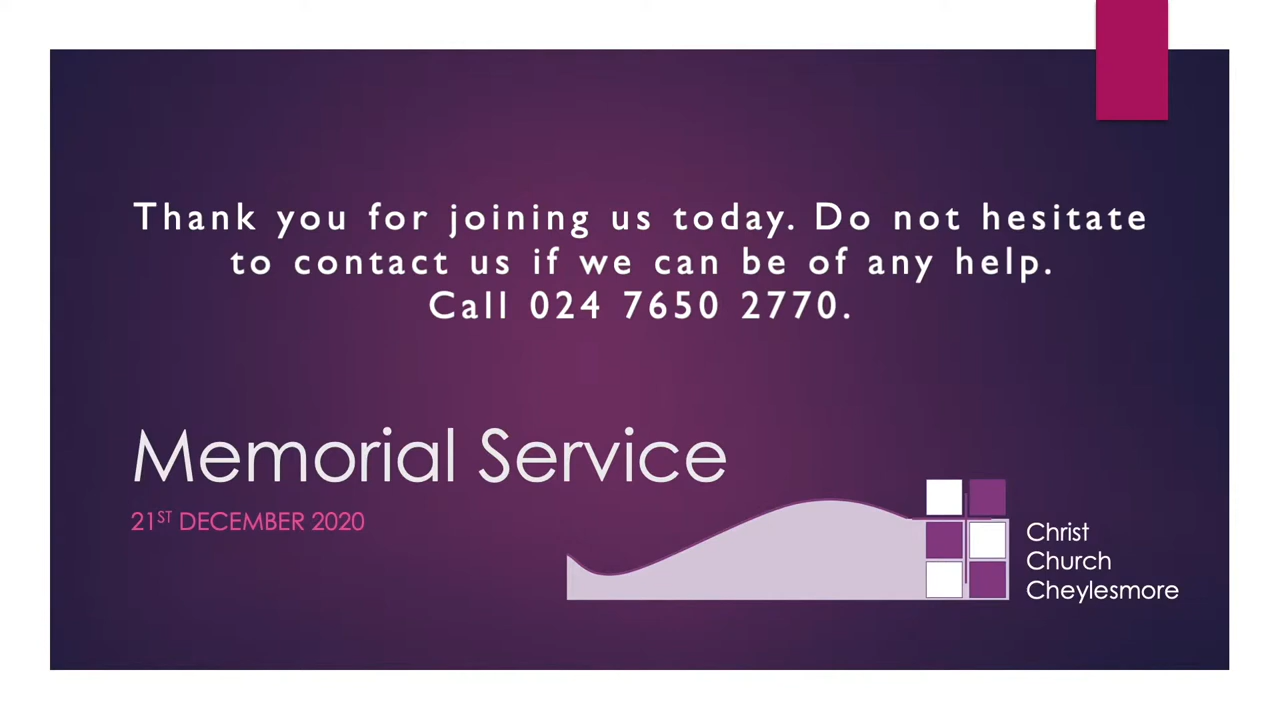 Thank you for joining us today. Do not hesitate
to contact us if we can be of any help.
Call 024 7650 2770.
Memorial Service
21ST DECEMBER 2020
Christ
Church
Cheylesmore